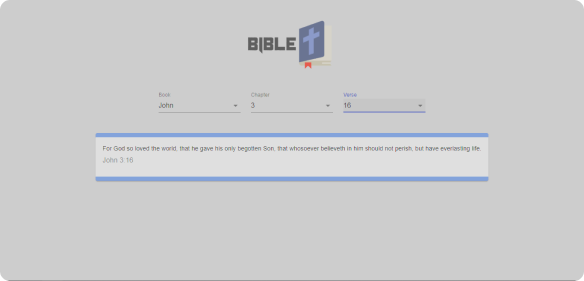 BIBLE
Book
Chapter
Verse
John
3
16
For God so loved the world, that he gave his only begotten Son, that whosoever believeth in him should not perish, but have everlasting life.
John 3:16